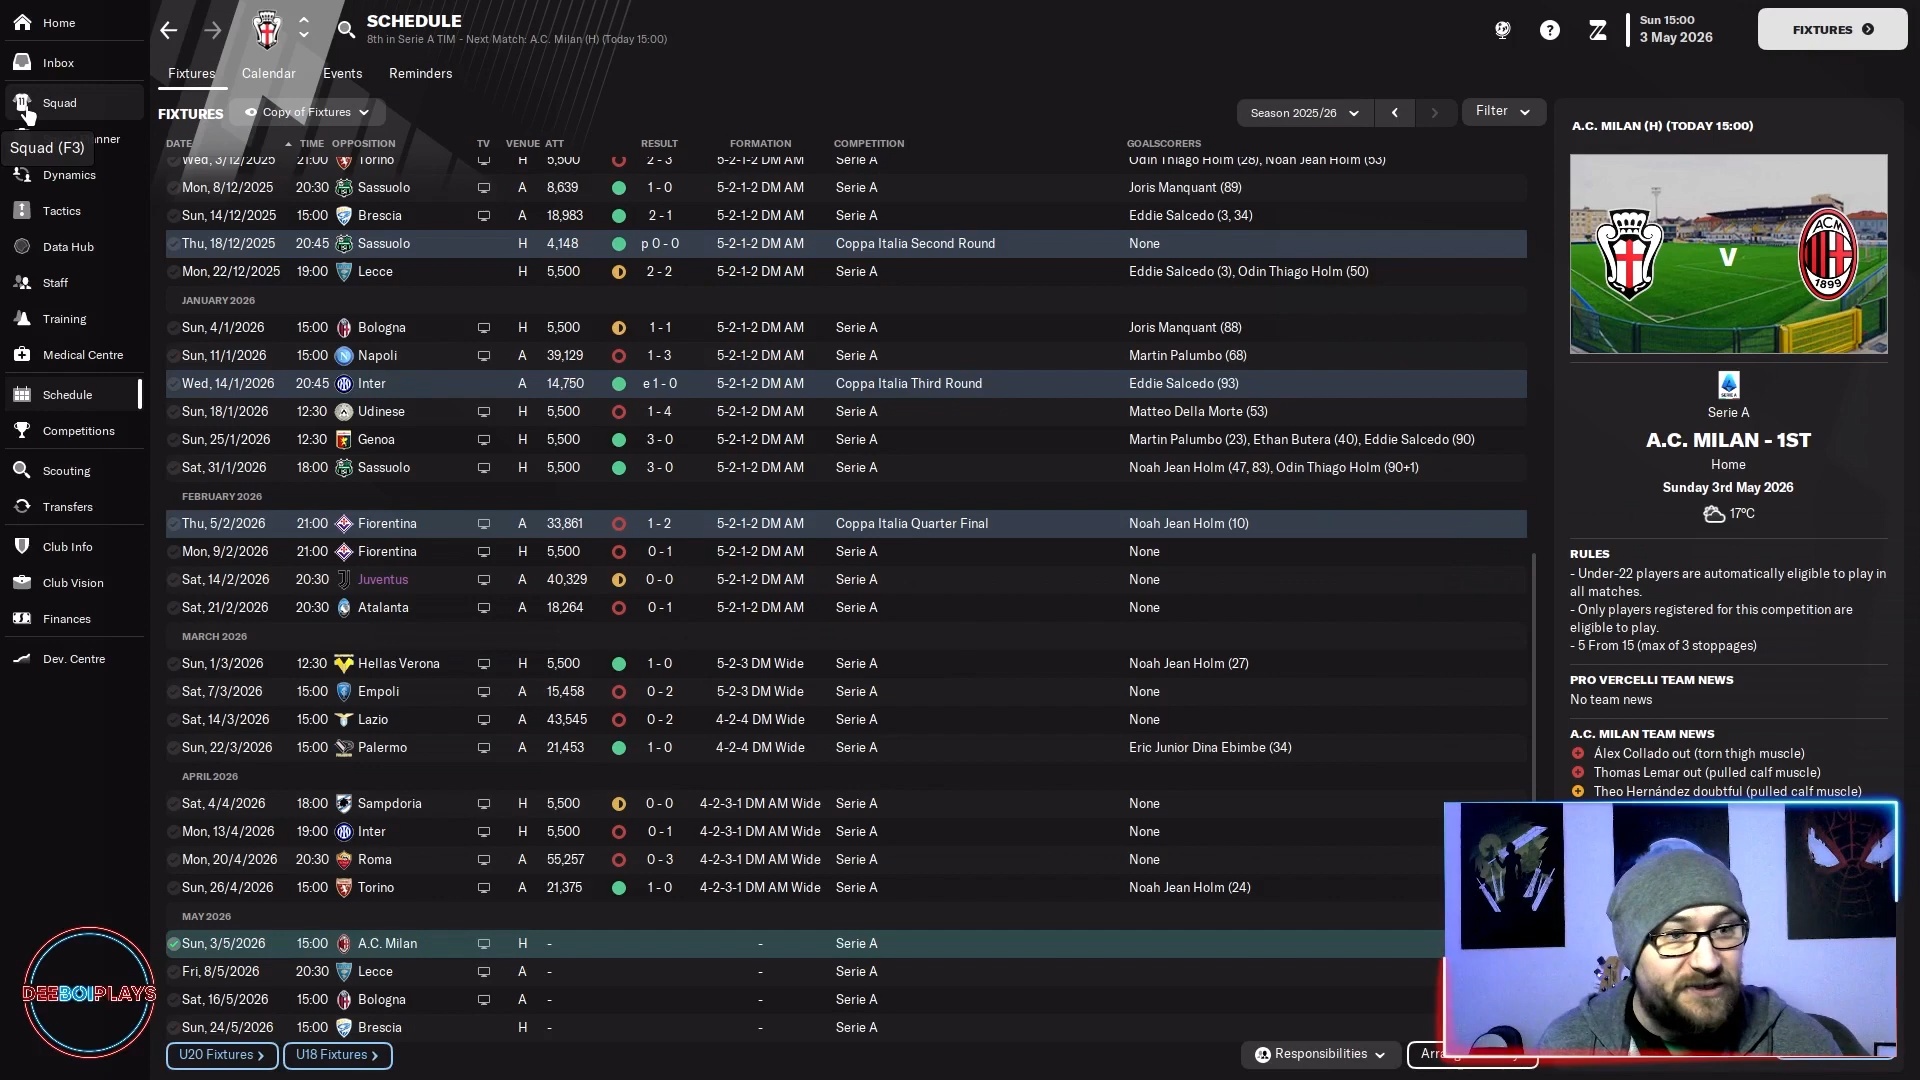 Home
Inbox
Squad
nner
Squad (F3)
Dynamics
Tactics
Data Hub
Staff
Training
Medical Centre
Schedule
Competitions
Scouting
Transfers
Club Info
Club Vision
Finances
Dev. Centre
DEEBOIPLAYS
SCHEDULE
8th in Serie A TIM - Next Match: A.C. Milan (H) (Today 15:00)
Sun 15:00
3 May 2026
FIXTURES
Fixtures Calendar Events Reminders
FIXTURES Copy of Fixtures
Season 2025/26 Filter
DATE TIME OPPOSITION TV VENUE ATT RESULT FORMATION COMPETITION GOALSCORERS
Wed, 3/12/2025 21:00 Torino H 5,500 2 - 3 5-2-1-2 DM AM Serie A Odin Thiago Holm (28), Noah Jean Holm (53)
Mon, 8/12/2025 20:30 Sassuolo A 8,639 1 - 0 5-2-1-2 DM AM Serie A Joris Manquant (89)
Sun, 14/12/2025 15:00 Brescia A 18,983 2 - 1 5-2-1-2 DM AM Serie A Eddie Salcedo (3, 34)
Thu, 18/12/2025 20:45 Sassuolo H 4,148 p 0 - 0 5-2-1-2 DM AM Coppa Italia Second Round None
Mon, 22/12/2025 19:00 Lecce H 5,500 2 - 2 5-2-1-2 DM AM Serie A Eddie Salcedo (3), Odin Thiago Holm (50)
JANUARY 2026
Sun, 4/1/2026 15:00 Bologna H 5,500 1 - 1 5-2-1-2 DM AM Serie A Joris Manquant (88)
Sun, 11/1/2026 15:00 Napoli A 39,129 1 - 3 5-2-1-2 DM AM Serie A Martin Palumbo (68)
Wed, 14/1/2026 20:45 Inter A 14,750 e 1 - 0 5-2-1-2 DM AM Coppa Italia Third Round Eddie Salcedo (93)
Sun, 18/1/2026 12:30 Udinese H 5,500 1 - 4 5-2-1-2 DM AM Serie A Matteo Della Morte (53)
Sun, 25/1/2026 12:30 Genoa H 5,500 3 - 0 5-2-1-2 DM AM Serie A Martin Palumbo (23), Ethan Butera (40), Eddie Salcedo (90)
Sat, 31/1/2026 18:00 Sassuolo H 5,500 3 - 0 5-2-1-2 DM AM Serie A Noah Jean Holm (47, 83), Odin Thiago Holm (90+1)
FEBRUARY 2026
Thu, 5/2/2026 21:00 Fiorentina A 33,861 1 - 2 5-2-1-2 DM AM Coppa Italia Quarter Final Noah Jean Holm (10)
Mon, 9/2/2026 21:00 Fiorentina H 5,500 0 - 1 5-2-1-2 DM AM Serie A None
Sat, 14/2/2026 20:30 Juventus A 40,329 0 - 0 5-2-1-2 DM AM Serie A None
Sat, 21/2/2026 20:30 Atalanta A 18,264 0 - 1 5-2-1-2 DM AM Serie A None
MARCH 2026
Sun, 1/3/2026 12:30 Hellas Verona H 5,500 1 - 0 5-2-3 DM Wide Serie A Noah Jean Holm (27)
Sat, 7/3/2026 15:00 Empoli A 15,458 0 - 2 5-2-3 DM Wide Serie A None
Sat, 14/3/2026 15:00 Lazio A 43,545 0 - 2 4-2-4 DM Wide Serie A None
Sun, 22/3/2026 15:00 Palermo A 21,453 1 - 0 4-2-4 DM Wide Serie A Eric Junior Dina Ebimbe (34)
APRIL 2026
Sat, 4/4/2026 18:00 Sampdoria H 5,500 0 - 0 4-2-3-1 DM AM Wide Serie A None
Mon, 13/4/2026 19:00 Inter H 5,500 0 - 1 4-2-3-1 DM AM Wide Serie A None
Mon, 20/4/2026 20:30 Roma A 55,257 0 - 3 4-2-3-1 DM AM Wide Serie A None
Sun, 26/4/2026 15:00 Torino A 21,375 1 - 0 4-2-3-1 DM AM Wide Serie A Noah Jean Holm (24)
MAY 2026
Sun, 3/5/2026 15:00 A.C. Milan H - - Serie A
Fri, 8/5/2026 20:30 Lecce A - - Serie A
Sat, 16/5/2026 15:00 Bologna A - - Serie A
Sun, 24/5/2026 15:00 Brescia H - - Serie A
U20 Fixtures U18 Fixtures Responsibilities
A.C. MILAN (H) (TODAY 15:00)
V
ACM
1899
SERIE A
Serie A
A.C. MILAN - 1ST
Home
Sunday 3rd May 2026
17ºC
RULES
- Under-22 players are automatically eligible to play in
all matches.
- Only players registered for this competition are
eligible to play.
- 5 From 15 (max of 3 stoppages)
PRO VERCELLI TEAM NEWS
No team news
A.C. MILAN TEAM NEWS
Álex Collado out (torn thigh muscle)
Thomas Lemar out (pulled calf muscle)
Theo Hernández doubtful (pulled calf muscle)